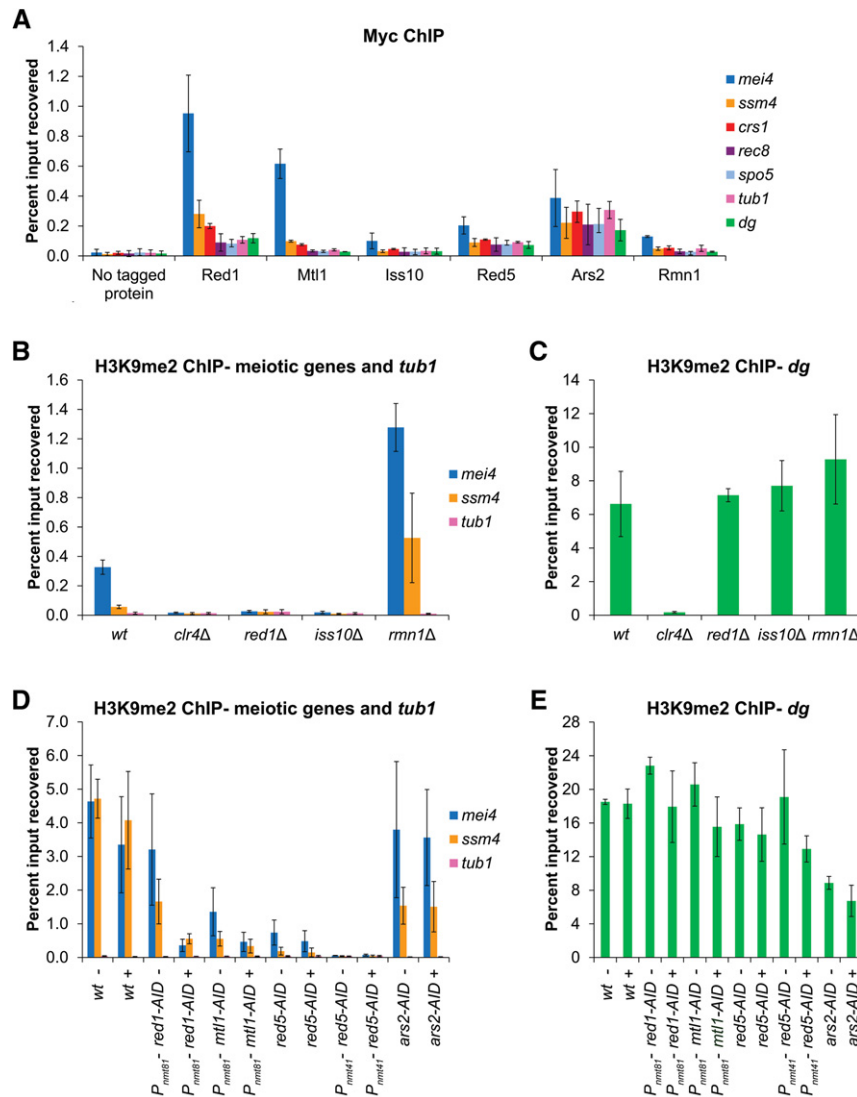 A
Myc ChIP
Percent input recovered
1.4
1.2
1.0
0.8
0.6
0.4
0.2
0.0
No tagged
protein
Red1
Mtl1
Iss10
Red5
Ars2
Rmn1
mei4
ssm4
crs1
rec8
spo5
tub1
dg
B
H3K9me2 ChIP- meiotic genes and tub1
Percent input recovered
1.6
1.4
1.2
1.0
0.8
0.6
0.4
0.2
0.0
wt
clr4Δ
red1Δ
iss10Δ
rmn1Δ
mei4
ssm4
tub1
C
H3K9me2 ChIP- dg
Percent input recovered
14
12
10
8
6
4
2
0
wt
clr4Δ
red1Δ
iss10Δ
rmn1Δ
D
H3K9me2 ChIP- meiotic genes and tub1
Percent input recovered
7.0
6.0
5.0
4.0
3.0
2.0
1.0
0.0
wt -
wt +
Pnmt81- red1-AID -
Pnmt81- red1-AID +
Pnmt81- mtl1-AID -
Pnmt81- mtl1-AID +
red5-AID -
red5-AID +
Pnmt41- red5-AID -
Pnmt41- red5-AID +
ars2-AID -
ars2-AID +
mei4
ssm4
tub1
E
H3K9me2 ChIP- dg
Percent input recovered
28
24
20
16
12
8
4
0
wt -
wt +
Pnmt81- red1-AID -
Pnmt81- red1-AID +
Pnmt81- mtl1-AID -
Pnmt81- mtl1-AID +
red5-AID -
red5-AID +
Pnmt41- red5-AID -
Pnmt41- red5-AID +
ars2-AID -
ars2-AID +